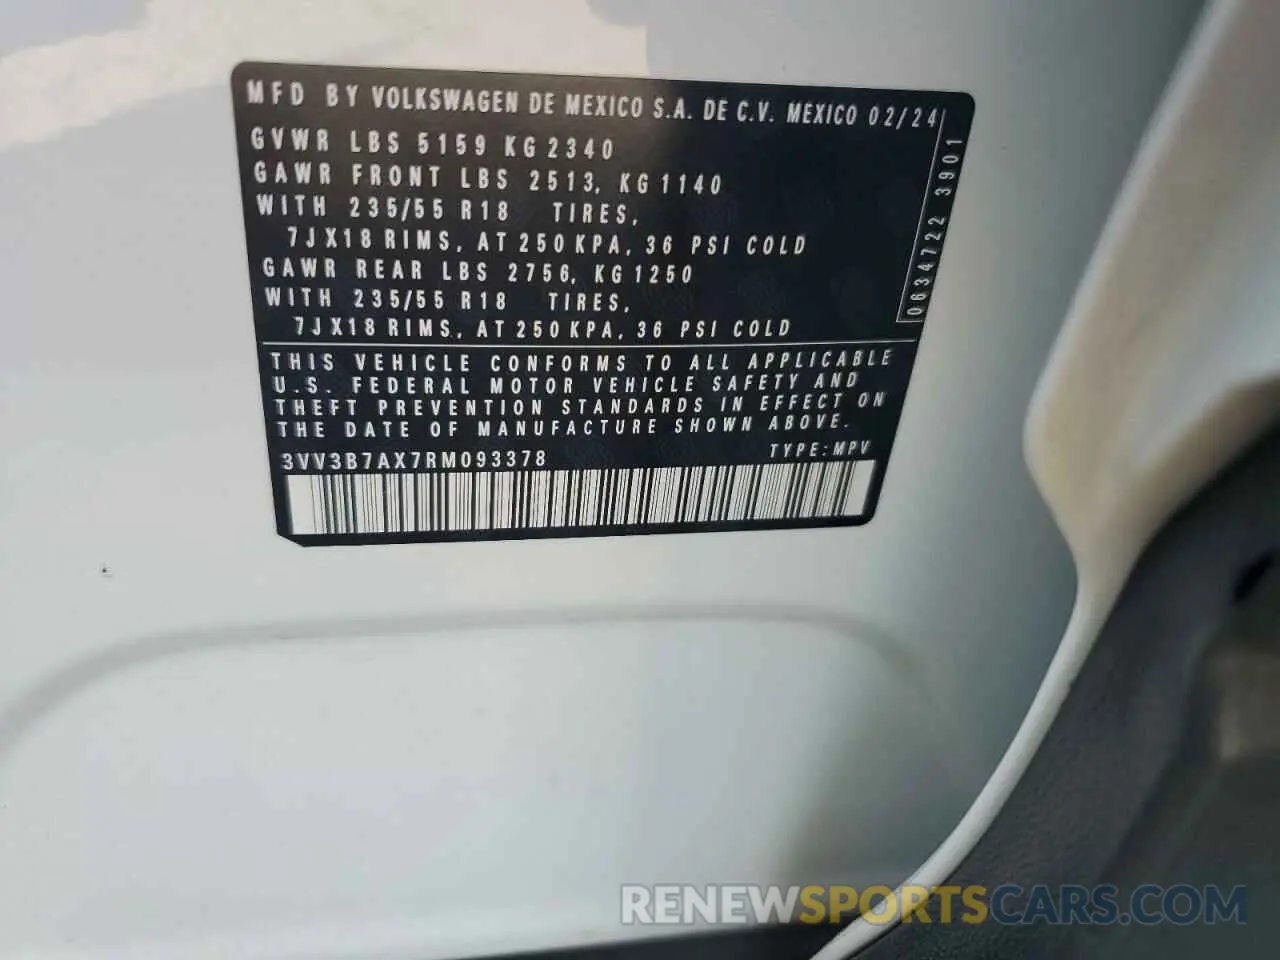 MFD BY VOLKSWAGEN DE MEXICO S.A. DE C.V. MEXICO 02/24
GVWR LBS 5159 KG 2340
GAWR FRONT LBS 2513, KG 1140
WITH 235/55 R18 TIRES,
7JX18 RIMS, AT 250 KPA, 36 PSI COLD
GAWR REAR LBS 2756, KG 1250
WITH 235/55 R18 TIRES,
7JX18 RIMS, AT 250 KPA, 36 PSI COLD
0634722 3901
THIS VEHICLE CONFORMS TO ALL APPLICABLE
U.S. FEDERAL MOTOR VEHICLE SAFETY AND
THEFT PREVENTION STANDARDS IN EFFECT ON
THE DATE OF MANUFACTURE SHOWN ABOVE.
3VV3B7AX7RM093378 TYPE: MPV
RENEWSPORTSCARS.COM